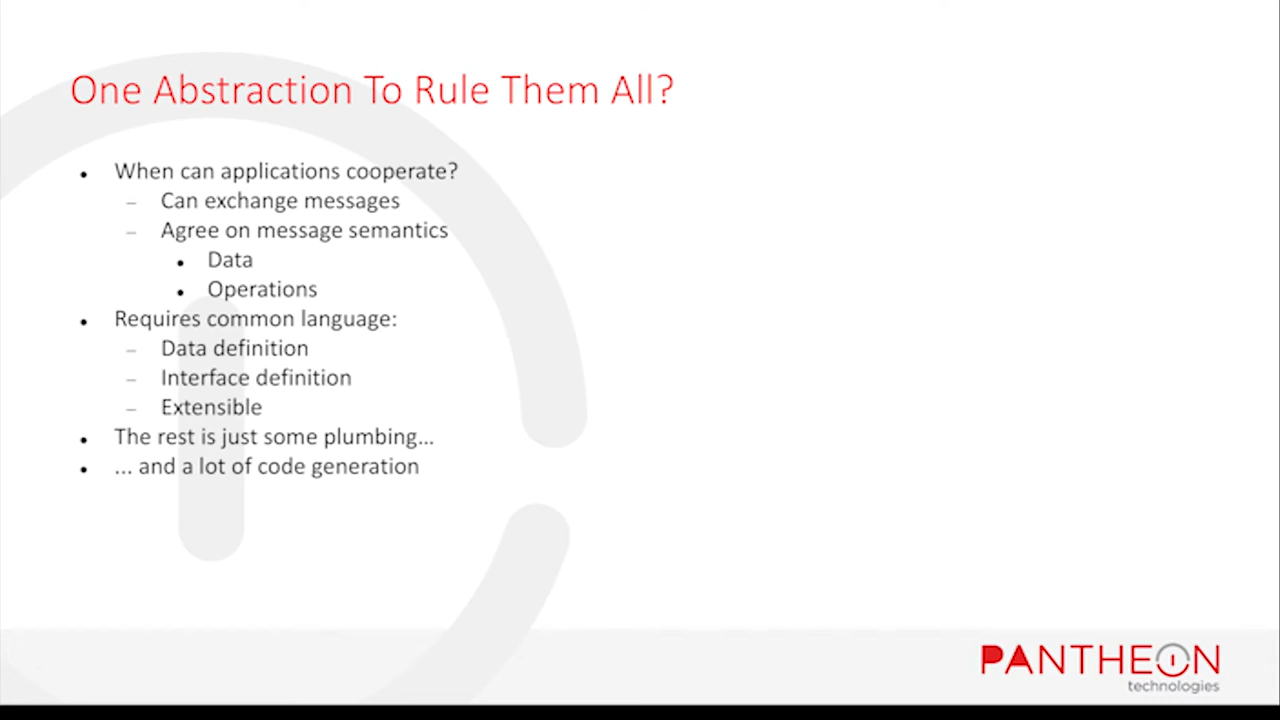 One Abstraction To Rule Them All?
• When can applications cooperate?
– Can exchange messages
– Agree on message semantics
• Data
• Operations
• Requires common language:
– Data definition
– Interface definition
– Extensible
• The rest is just some plumbing...
• ... and a lot of code generation
PANTHEON
technologies